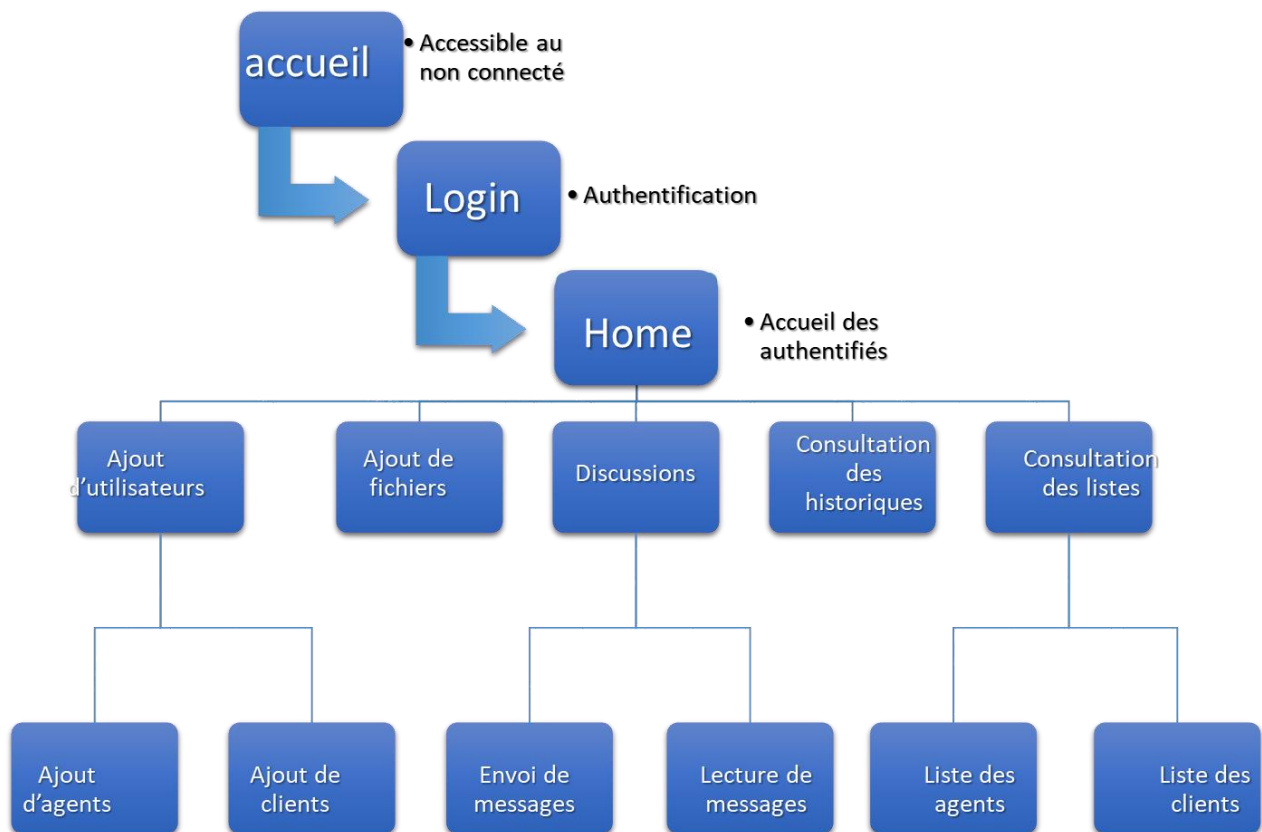 accueil
• Accessible au
non connecté
Login
• Authentification
Home
• Accueil des
authentifiés
Ajout
d’utilisateurs
Ajout de
fichiers
Discussions
Consultation
des
historiques
Consultation
des listes
Ajout
d’agents
Ajout de
clients
Envoi de
messages
Lecture de
messages
Liste des
agents
Liste des
clients